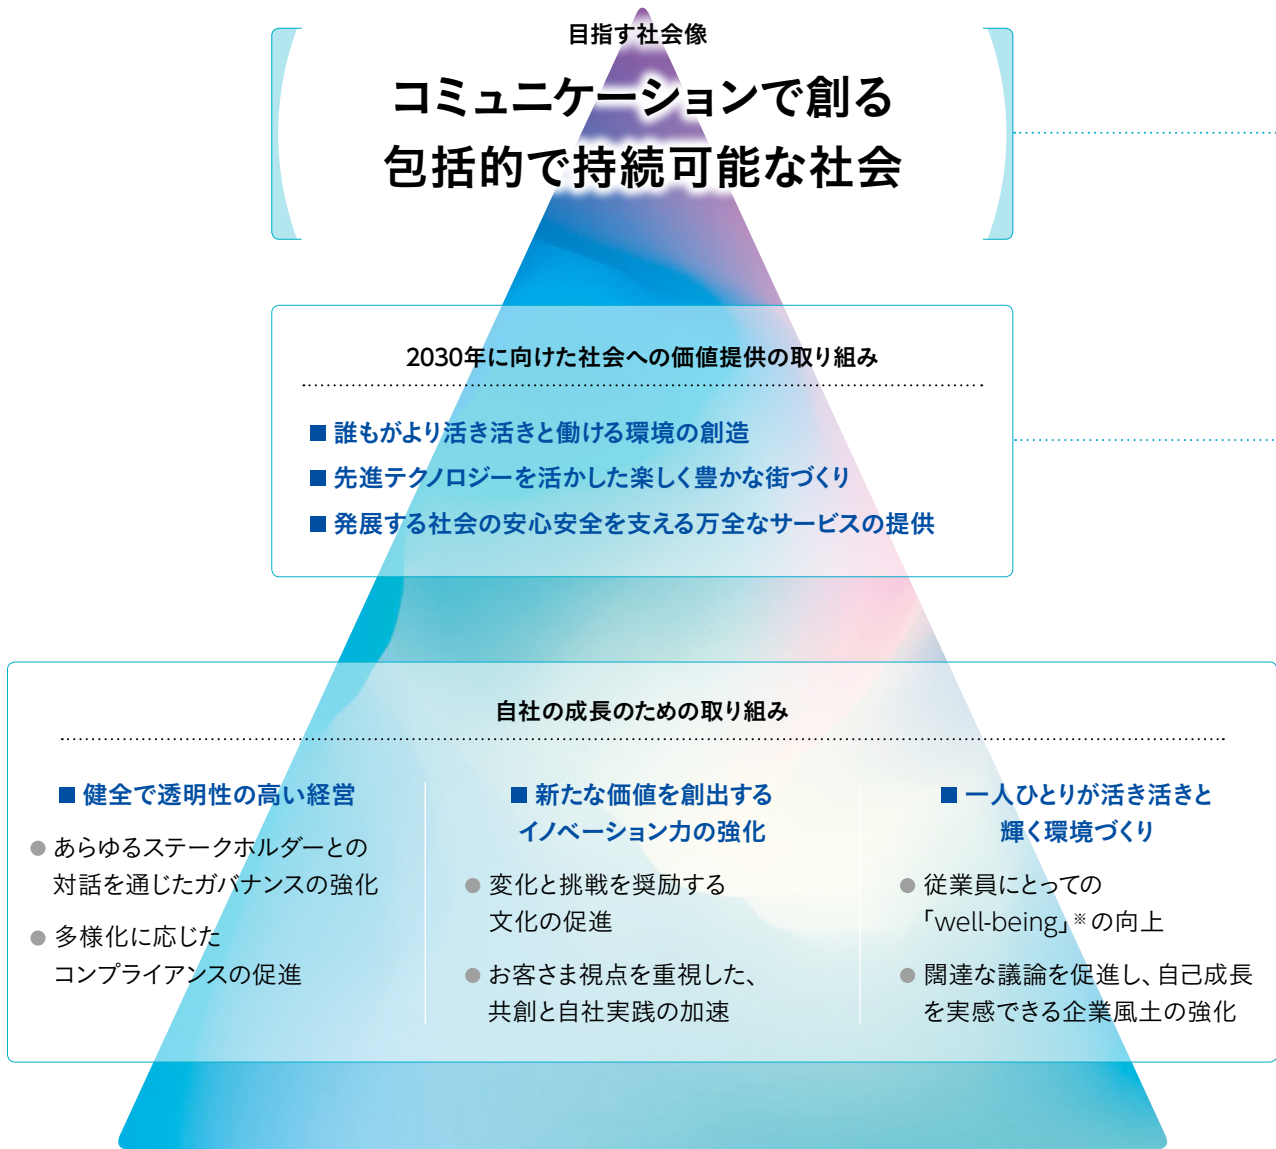 目指す社会像
コミュニケーションで創る
包括的で持続可能な社会
2030年に向けた社会への価値提供の取り組み
■ 誰もがより活き活きと働ける環境の創造
■ 先進テクノロジーを活かした楽しく豊かな街づくり
■ 発展する社会の安心安全を支える万全なサービスの提供
自社の成長のための取り組み
■ 健全で透明性の高い経営
● あらゆるステークホルダーとの
対話を通じたガバナンスの強化
● 多様化に応じた
コンプライアンスの促進
■ 新たな価値を創出する
イノベーション力の強化
● 変化と挑戦を奨励する
文化の促進
● お客さま視点を重視した、
共創と自社実践の加速
■ 一人ひとりが活き活きと
輝く環境づくり
● 従業員にとっての
「well-being」※の向上
● 闊達な議論を促進し、自己成長
を実感できる企業風土の強化